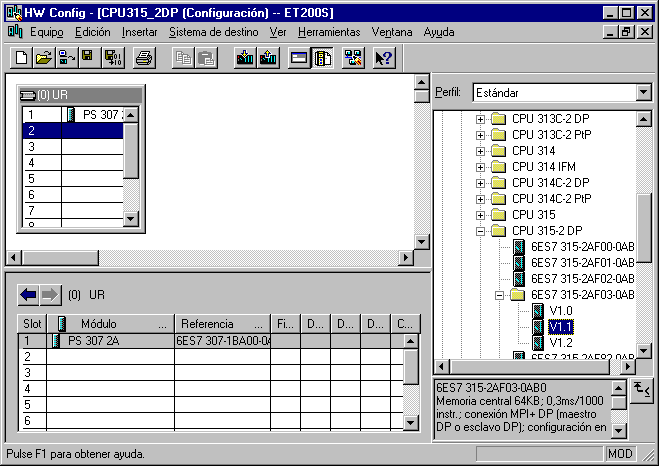 HW Config - [CPU315_2DP (Configuración) -- ET200S]
Equipo Edición Insertar Sistema de destino Ver Herramientas Ventana Ayuda
(0) UR
1 PS 307 2
2
3
4
5
6
7
8
Perfil: Estándar
CPU 313C-2 DP
CPU 313C-2 PtP
CPU 314
CPU 314 IFM
CPU 314C-2 DP
CPU 314C-2 PtP
CPU 315
CPU 315-2 DP
6ES7 315-2AF00-0AB
6ES7 315-2AF01-0AB
6ES7 315-2AF02-0AB
6ES7 315-2AF03-0AB
V1.0
V1.1
V1.2
6ES7 315-2AF82-0AB
6ES7 315-2AF03-0AB0
Memoria central 64KB; 0,3ms/1000
instr.; conexión MPI+ DP (maestro
DP o esclavo DP); configuración en
(0) UR
Slot Módulo ... Referencia ... Fi... D... D... D... C...
1 PS 307 2A 6ES7 307-1BA00-0A
2
3
4
5
6
Pulse F1 para obtener ayuda. MOD